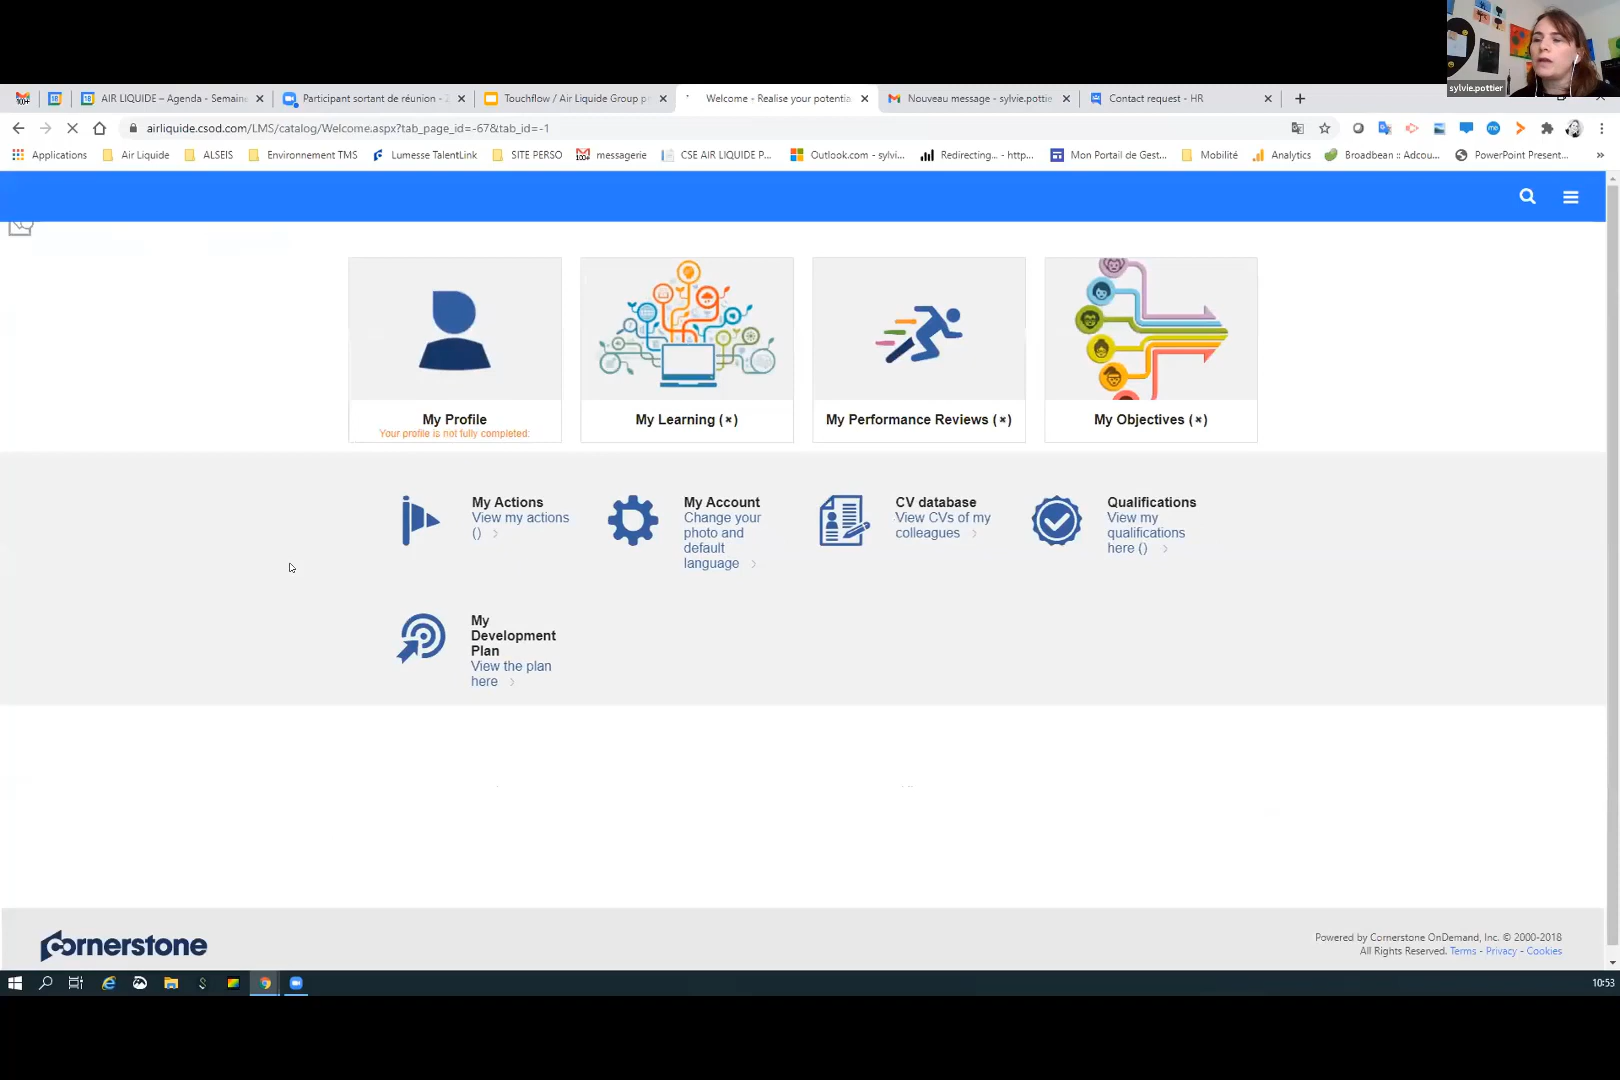 sylvie.pottier
AIR LIQUIDE – Agenda - Semain
Participant sortant de réunion - Z
Touchflow / Air Liquide Group p
Welcome - Realise your potentia
Nouveau message - sylvie.pottie
Contact request - HR
airliquide.csod.com/LMS/catalog/Welcome.aspx?tab_page_id=-67&tab_id=-1
Applications
Air Liquide
ALSEIS
Environnement TMS
Lumesse TalentLink
SITE PERSO
messagerie
CSE AIR LIQUIDE P...
Outlook.com - sylvi...
Redirecting... - http...
Mon Portail de Gest...
Mobilité
Analytics
Broadbean :: Adcou...
PowerPoint Present...
»
My Profile
Your profile is not fully completed:
My Learning (×)
My Performance Reviews (×)
My Objectives (×)
My Actions
View my actions
()
My Account
Change your
photo and
default
language
CV database
View CVs of my
colleagues
Qualifications
View my
qualifications
here ()
My
Development
Plan
View the plan
here
cornerstone
Powered by Cornerstone OnDemand, Inc. © 2000-2018
All Rights Reserved. Terms - Privacy - Cookies
10:53